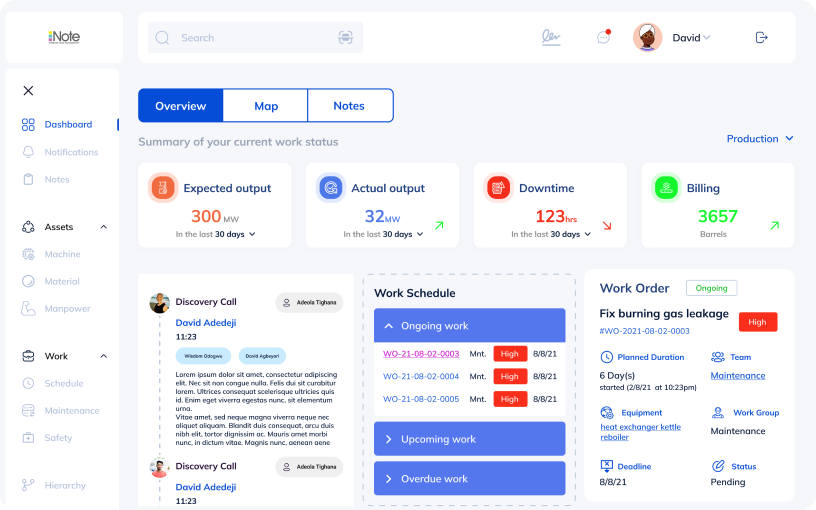 iNote
Search
David
Dashboard
Notifications
Notes
Assets
Machine
Material
Manpower
Work
Schedule
Maintenance
Safety
Hierarchy
Overview
Map
Notes
Summary of your current work status
Production
Expected output
300 MW
In the last 30 days
Actual output
32MW
In the last 30 days
Downtime
123hrs
In the last 30 days
Billing
3657
Barrels
Discovery Call
Adeola Tighana
David Adedeji
11:23
Wisdom Odogwu
David Agboyori
Lorem ipsum dolor sit amet, consectetur adipiscing
elit. Nec sit non congue nulla. Felis dui sit curabitur
lorem. Ultrices consequat scelerisque ultricies quis
id. Enim eget viverra egestas nunc, sit elementum
urna.
Vitae amet, sed neque magna viverra neque nec
aliquet aliquam. Blandit duis consequat, arcu duis
nibh elit, tortor dignissim ac. Mauris amet morbi
nunc, in dictum vitae. Magnis nunc, aenean aene
Discovery Call
Adeola Tighana
David Adedeji
11:23
Work Schedule
Ongoing work
WO-21-08-02-0003 Mnt. High 8/8/21
WO-21-08-02-0004 Mnt. High 8/8/21
WO-21-08-02-0005 Mnt. High 8/8/21
Upcoming work
Overdue work
Work Order
Ongoing
Fix burning gas leakage
High
#WO-2021-08-02-0003
Planned Duration
6 Day(s)
started (2/8/21 at 10:23pm)
Team
Maintenance
Equipment
heat exchanger kettle
reboiler
Work Group
Maintenance
Deadline
8/8/21
Status
Pending